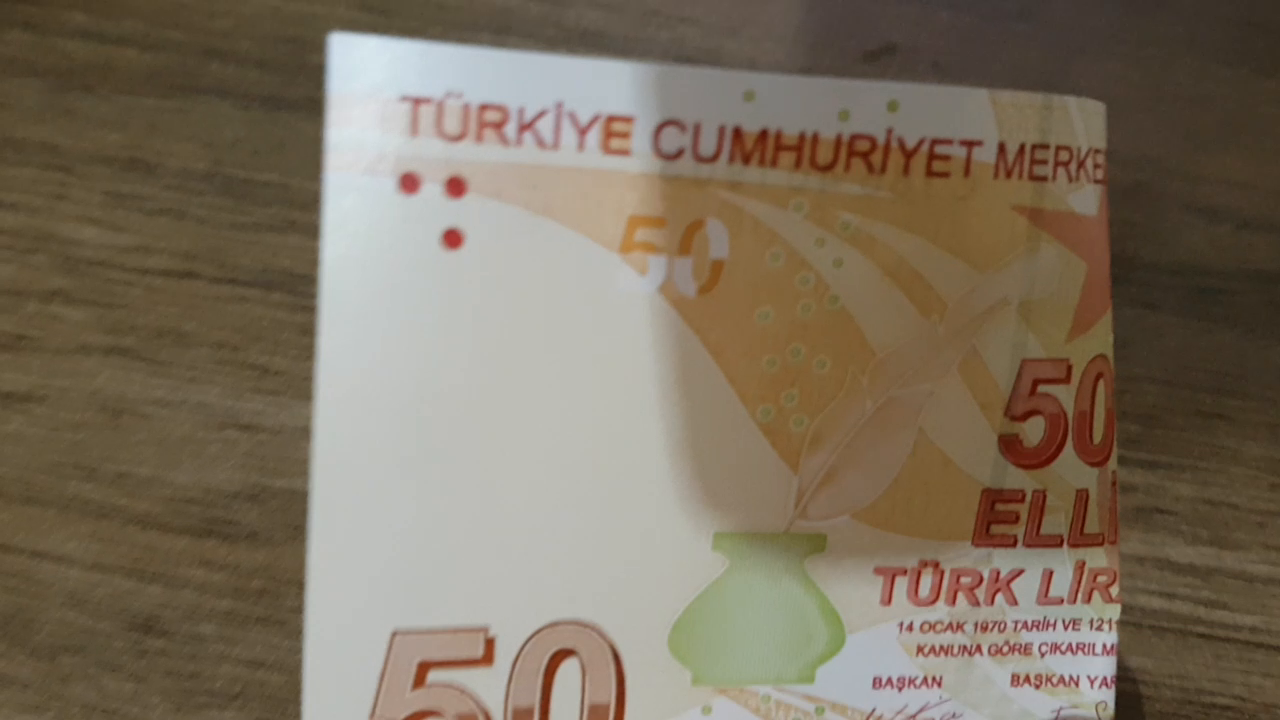 TÜRKİYE CUMHURİYET MERKE
50
50
ELLİ
TÜRK LİR
14 OCAK 1970 TARİH VE 121
KANUNA GÖRE ÇIKARILM
BAŞKAN BAŞKAN YAR
50